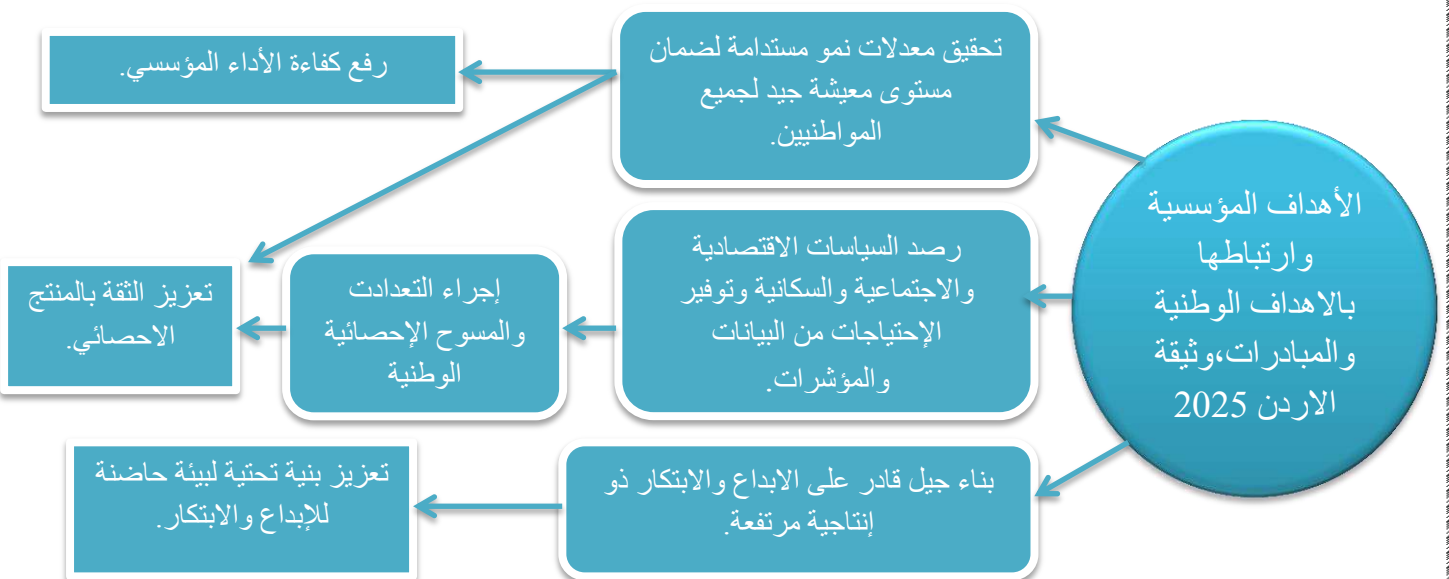 الأهداف المؤسسية
وارتباطها
بالاهداف الوطنية
والمبادرات،وثيقة
الاردن 2025
تحقيق معدلات نمو مستدامة لضمان
مستوى معيشة جيد لجميع
المواطنيين.
رفع كفاءة الأداء المؤسسي.
رصد السياسات الاقتصادية
والاجتماعية والسكانية وتوفير
الإحتياجات من البيانات
والمؤشرات.
إجراء التعدادت
والمسوح الإحصائية
الوطنية
تعزيز الثقة بالمنتج
الاحصائي.
بناء جيل قادر على الابداع والابتكار ذو
إنتاجية مرتفعة.
تعزيز بنية تحتية لبيئة حاضنة
للإبداع والابتكار.